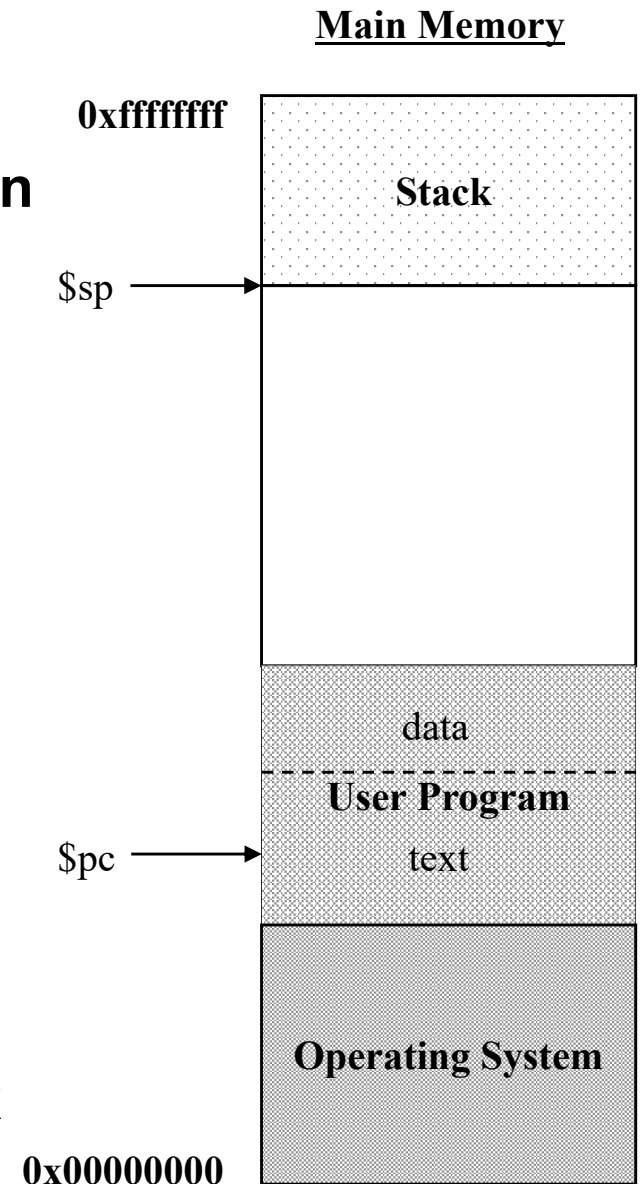 Main Memory
0xffffffff
n
Stack
$sp
data
User Program
$pc
text
Operating System
0x00000000